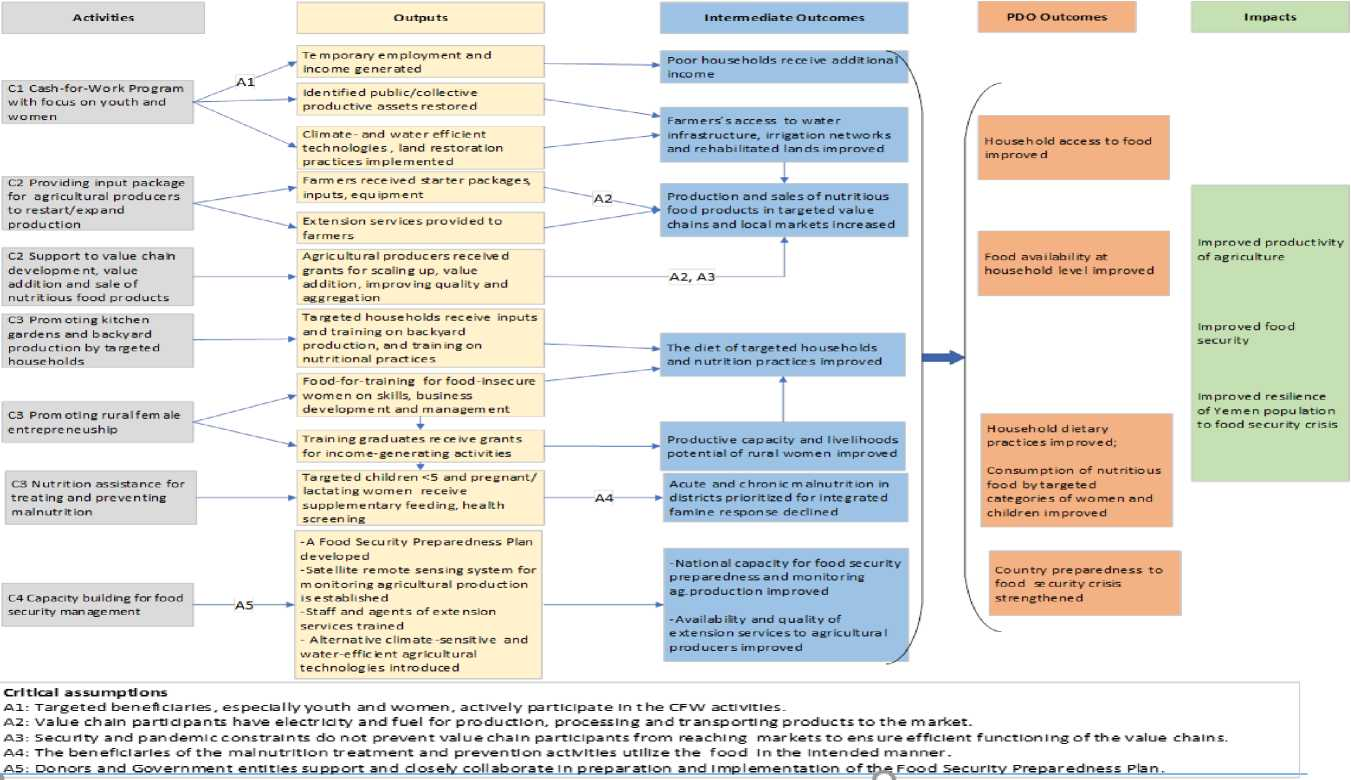 Activities
Outputs
Intermediate Outcomes
PDO Outcomes
Impacts
C1 Cash-for-Work Program
with focus on youth and
women
C2 Providing input package
for agricultural producers
to restart/expand
production
C2 Support to value chain
development, value
addition and sale of
nutritious food products
C3 Promoting kitchen
gardens and backyard
production by targeted
households
C3 Promoting rural female
entrepreneurship
C3 Nutrition assistance for
treating and preventing
malnutrition
C4 Capacity building for food
security management
A1
A5
Temporary employment and
income generated
Identified public/collective
productive assets restored
Climate- and water efficient
technologies , land restoration
practices implemented
Farmers received starter packages,
inputs, equipment
Extension services provided to
farmers
Agricultural producers received
grants for scaling up, value
addition, improving quality and
aggregation
Targeted households receive inputs
and training on backyard
production, and training on
nutritional practices
Food-for-training for food-insecure
women on skills, business
development and management
Training graduates receive grants
for income-generating activities
Targeted children <5 and pregnant/
lactating women receive
supplementary feeding, health
screening
-A Food Security Preparedness Plan
developed
-Satellite remote sensing system for
monitoring agricultural production
is established
-Staff and agents of extension
services trained
- Alternative climate-sensitive and
water-efficient agricultural
technologies introduced
A2
A2, A3
A4
Poor households receive additional
income
Farmers's access to water
infrastructure, irrigation networks
and rehabilitated lands improved
Production and sales of nutritious
food products in targeted value
chains and local markets increased
The diet of targeted households
and nutrition practices improved
Productive capacity and livelihoods
potential of rural women improved
Acute and chronic malnutrition in
districts prioritized for integrated
famine response declined
-National capacity for food security
preparedness and monitoring
ag.production improved
-Availability and quality of
extension services to agricultural
producers improved
Household access to food
improved
Food availability at
household level improved
Household dietary
practices improved;
Consumption of nutritious
food by targeted
categories of women and
children improved
Country preparedness to
food security crisis
strengthened
Improved productivity
of agriculture
Improved food
security
Improved resilience
of Yemen population
to food security crisis
Critical assumptions
A1: Targeted beneficiaries, especially youth and women, actively participate in the CFW activities.
A2: Value chain participants have electricity and fuel for production, processing and transporting products to the market.
A3: Security and pandemic constraints do not prevent value chain participants from reaching markets to ensure efficient functioning of the value chains.
A4: The beneficiaries of the malnutrition treatment and prevention activities utilize the food in the intended manner.
A5: Donors and Government entities support and closely collaborate in preparation and implementation of the Food Security Preparedness Plan.